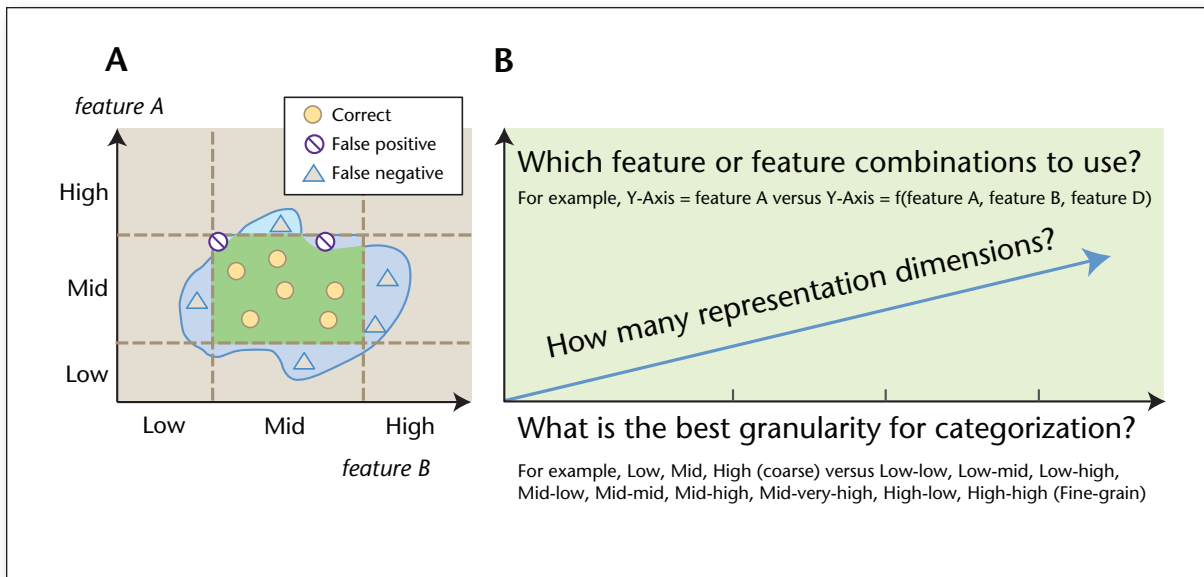 A
feature A
Correct
False positive
False negative
High
Mid
Low
Low
Mid
High
feature B
B
Which feature or feature combinations to use?
For example, Y-Axis = feature A versus Y-Axis = f(feature A, feature B, feature D)
How many representation dimensions?
What is the best granularity for categorization?
For example, Low, Mid, High (coarse) versus Low-low, Low-mid, Low-high,
Mid-low, Mid-mid, Mid-high, Mid-very-high, High-low, High-high (Fine-grain)